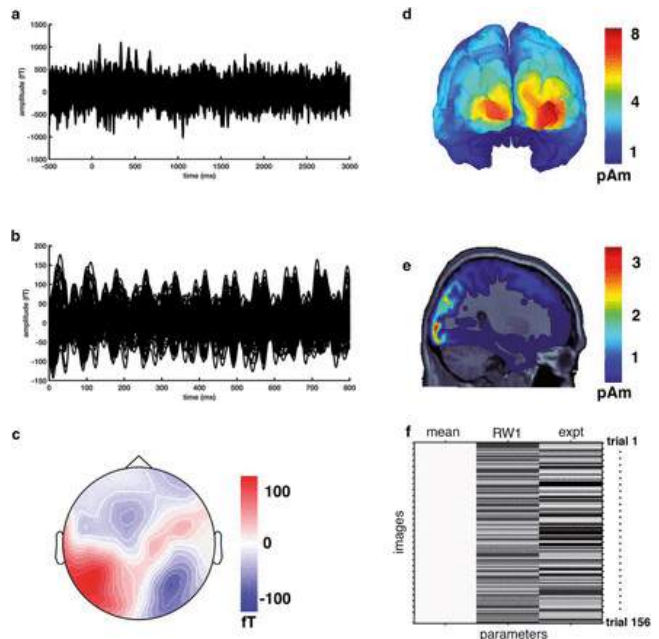 a
1500
1000
500
0
-500
-1000
1500
amplitude (fT)
-500 0 500 1000 1500 2000 2500 3000
time (ms)
b
200
150
100
50
0
-50
-100
-150
amplitude (fT)
0 100 200 300 400 500 600 700 800
time (ms)
c
100
0
-100
fT
d
8
4
1
pAm
e
3
2
1
pAm
f
mean RW1 expt
trial 1
images
trial 156
parameters